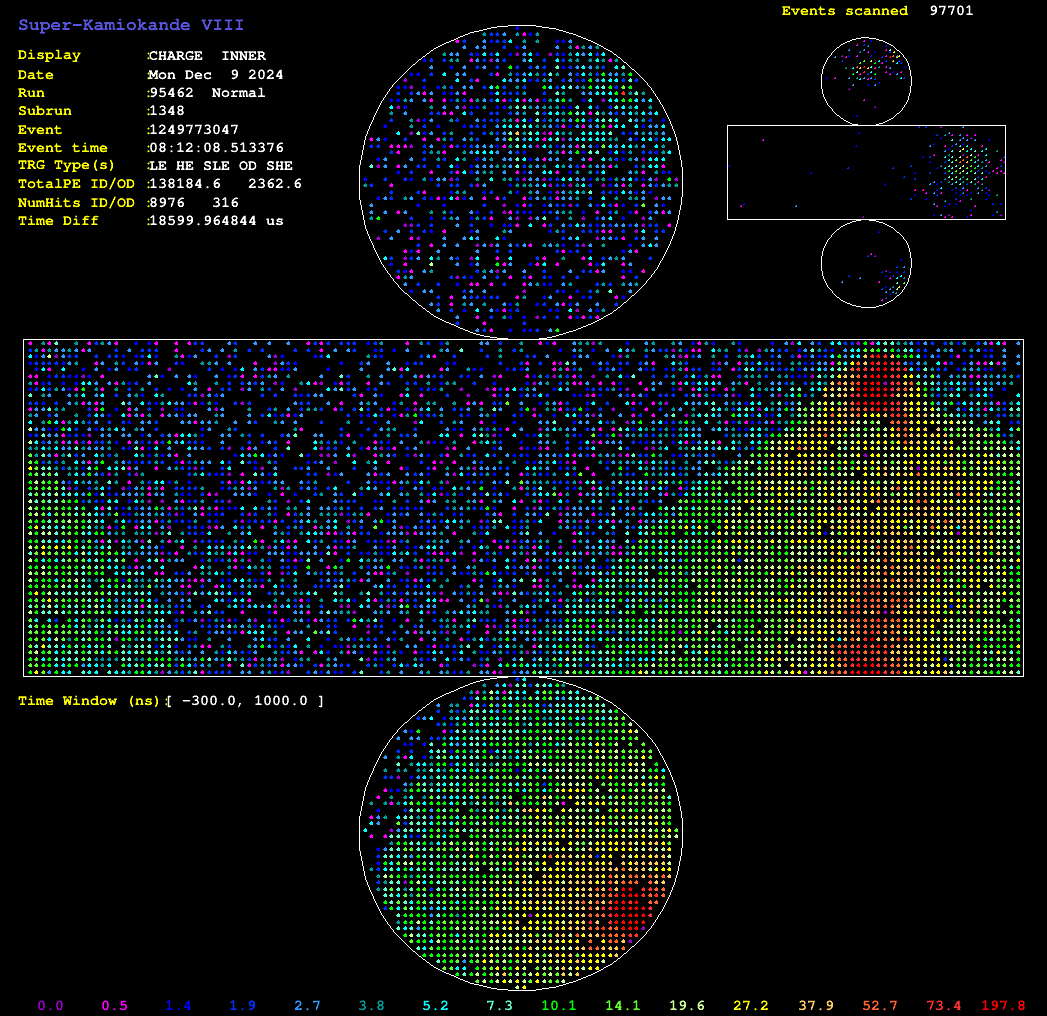 Super-Kamiokande VIII
Events scanned 97701
Display :CHARGE INNER
Date :Mon Dec 9 2024
Run :95462 Normal
Subrun :1348
Event :1249773047
Event time :08:12:08.513376
TRG Type(s) :LE HE SLE OD SHE
TotalPE ID/OD :138184.6 2362.6
NumHits ID/OD :8976 316
Time Diff :18599.964844 us
Time Window (ns):[ -300.0, 1000.0 ]
0.0 0.5 1.4 1.9 2.7 3.8 5.2 7.3 10.1 14.1 19.6 27.2 37.9 52.7 73.4 197.8